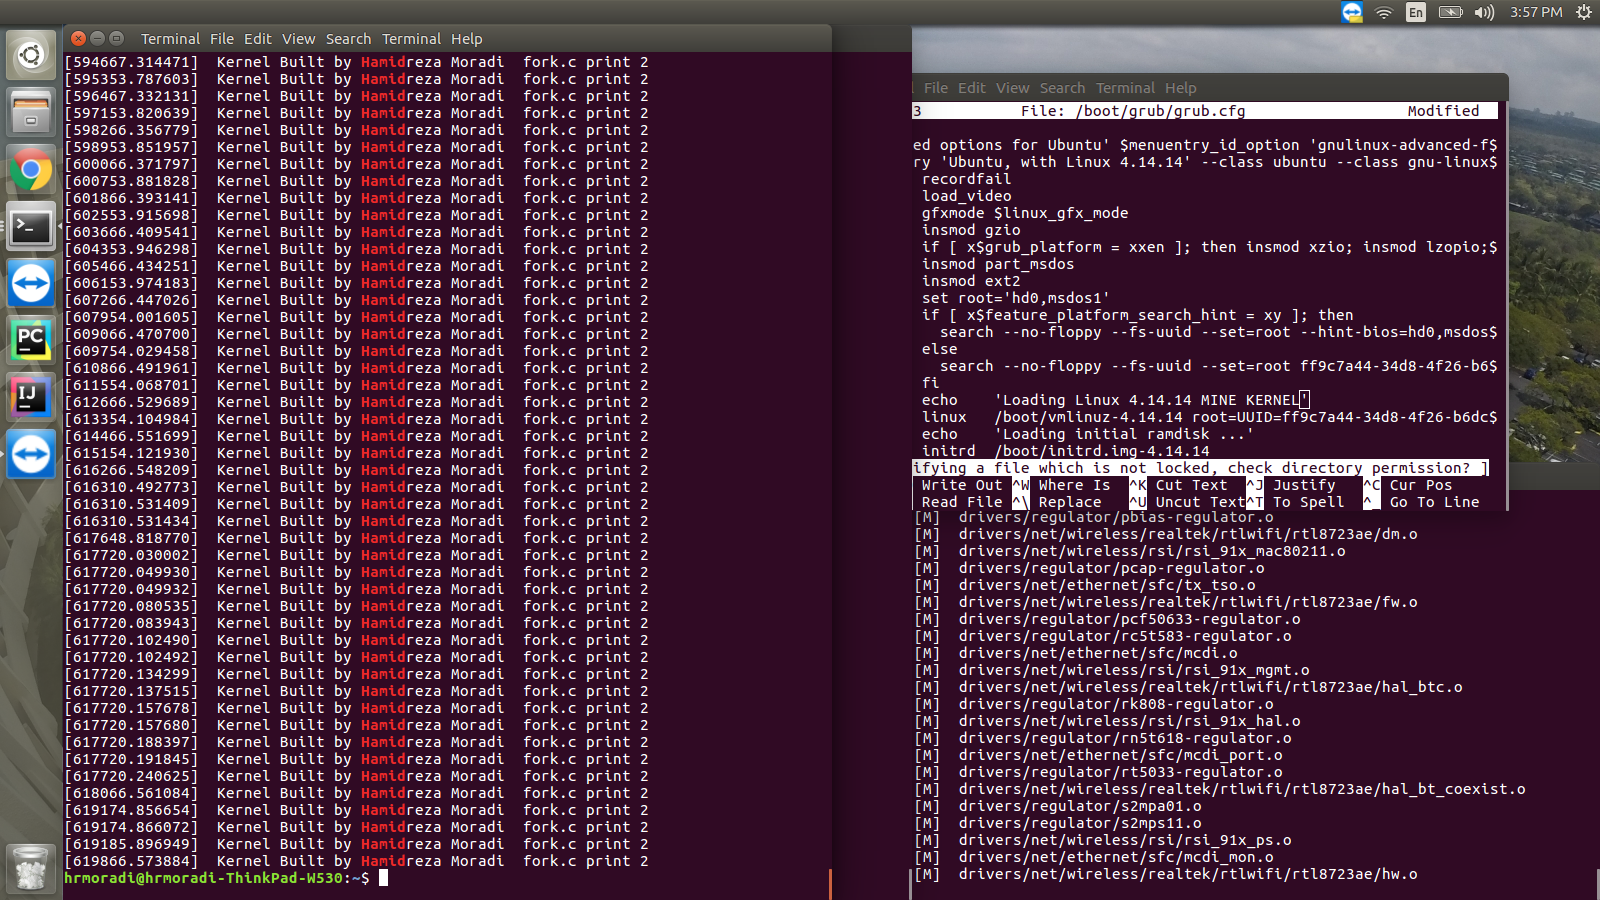 En 3:57 PM
Terminal File Edit View Search Terminal Help
[594667.314471]  Kernel Built by Hamidreza Moradi  fork.c print 2
[595353.787603]  Kernel Built by Hamidreza Moradi  fork.c print 2
[596467.332131]  Kernel Built by Hamidreza Moradi  fork.c print 2
[597153.820639]  Kernel Built by Hamidreza Moradi  fork.c print 2
[598266.356779]  Kernel Built by Hamidreza Moradi  fork.c print 2
[598953.851957]  Kernel Built by Hamidreza Moradi  fork.c print 2
[600066.371797]  Kernel Built by Hamidreza Moradi  fork.c print 2
[600753.881828]  Kernel Built by Hamidreza Moradi  fork.c print 2
[601866.393141]  Kernel Built by Hamidreza Moradi  fork.c print 2
[602553.915698]  Kernel Built by Hamidreza Moradi  fork.c print 2
[603666.409541]  Kernel Built by Hamidreza Moradi  fork.c print 2
[604353.946298]  Kernel Built by Hamidreza Moradi  fork.c print 2
[605466.434251]  Kernel Built by Hamidreza Moradi  fork.c print 2
[606153.974183]  Kernel Built by Hamidreza Moradi  fork.c print 2
[607266.447026]  Kernel Built by Hamidreza Moradi  fork.c print 2
[607954.001605]  Kernel Built by Hamidreza Moradi  fork.c print 2
[609066.470700]  Kernel Built by Hamidreza Moradi  fork.c print 2
[609754.029458]  Kernel Built by Hamidreza Moradi  fork.c print 2
[610866.491961]  Kernel Built by Hamidreza Moradi  fork.c print 2
[611554.068701]  Kernel Built by Hamidreza Moradi  fork.c print 2
[612666.529689]  Kernel Built by Hamidreza Moradi  fork.c print 2
[613354.104984]  Kernel Built by Hamidreza Moradi  fork.c print 2
[614466.551699]  Kernel Built by Hamidreza Moradi  fork.c print 2
[615154.121930]  Kernel Built by Hamidreza Moradi  fork.c print 2
[616266.548209]  Kernel Built by Hamidreza Moradi  fork.c print 2
[616310.492773]  Kernel Built by Hamidreza Moradi  fork.c print 2
[616310.531409]  Kernel Built by Hamidreza Moradi  fork.c print 2
[616310.531434]  Kernel Built by Hamidreza Moradi  fork.c print 2
[617648.818770]  Kernel Built by Hamidreza Moradi  fork.c print 2
[617720.030002]  Kernel Built by Hamidreza Moradi  fork.c print 2
[617720.049930]  Kernel Built by Hamidreza Moradi  fork.c print 2
[617720.049932]  Kernel Built by Hamidreza Moradi  fork.c print 2
[617720.080535]  Kernel Built by Hamidreza Moradi  fork.c print 2
[617720.083943]  Kernel Built by Hamidreza Moradi  fork.c print 2
[617720.102490]  Kernel Built by Hamidreza Moradi  fork.c print 2
[617720.102492]  Kernel Built by Hamidreza Moradi  fork.c print 2
[617720.134299]  Kernel Built by Hamidreza Moradi  fork.c print 2
[617720.137515]  Kernel Built by Hamidreza Moradi  fork.c print 2
[617720.157678]  Kernel Built by Hamidreza Moradi  fork.c print 2
[617720.157680]  Kernel Built by Hamidreza Moradi  fork.c print 2
[617720.188397]  Kernel Built by Hamidreza Moradi  fork.c print 2
[617720.191845]  Kernel Built by Hamidreza Moradi  fork.c print 2
[617720.240625]  Kernel Built by Hamidreza Moradi  fork.c print 2
[618066.561084]  Kernel Built by Hamidreza Moradi  fork.c print 2
[619174.856654]  Kernel Built by Hamidreza Moradi  fork.c print 2
[619174.866072]  Kernel Built by Hamidreza Moradi  fork.c print 2
[619185.896949]  Kernel Built by Hamidreza Moradi  fork.c print 2
[619866.573884]  Kernel Built by Hamidreza Moradi  fork.c print 2
hrmoradi@hrmoradi-ThinkPad-W530:~$
PC
IJ
File Edit View Search Terminal Help
3 File: /boot/grub/grub.cfg Modified
ed options for Ubuntu' $menuentry_id_option 'gnulinux-advanced-f$
ry 'Ubuntu, with Linux 4.14.14' --class ubuntu --class gnu-linux$
recordfail
load_video
gfxmode $linux_gfx_mode
insmod gzio
if [ x$grub_platform = xxen ]; then insmod xzio; insmod lzopio;$
insmod part_msdos
insmod ext2
set root='hd0,msdos1'
if [ x$feature_platform_search_hint = xy ]; then
search --no-floppy --fs-uuid --set=root --hint-bios=hd0,msdos$
else
search --no-floppy --fs-uuid --set=root ff9c7a44-34d8-4f26-b6$
fi
echo 'Loading Linux 4.14.14 MINE KERNEL'
linux /boot/vmlinuz-4.14.14 root=UUID=ff9c7a44-34d8-4f26-b6dc$
echo 'Loading initial ramdisk ...'
initrd /boot/initrd.img-4.14.14
ifying a file which is not locked, check directory permission? ]
Write Out ^W Where Is ^K Cut Text ^J Justify ^C Cur Pos
Read File ^\ Replace ^U Uncut Text ^T To Spell ^_ Go To Line
[M]  drivers/regulator/pbias-regulator.o
[M]  drivers/net/wireless/realtek/rtlwifi/rtl8723ae/dm.o
[M]  drivers/net/wireless/rsi/rsi_91x_mac80211.o
[M]  drivers/regulator/pcap-regulator.o
[M]  drivers/net/ethernet/sfc/tx_tso.o
[M]  drivers/net/wireless/realtek/rtlwifi/rtl8723ae/fw.o
[M]  drivers/regulator/pcf50633-regulator.o
[M]  drivers/regulator/rc5t583-regulator.o
[M]  drivers/net/ethernet/sfc/mcdi.o
[M]  drivers/net/wireless/rsi/rsi_91x_mgmt.o
[M]  drivers/net/wireless/realtek/rtlwifi/rtl8723ae/hal_btc.o
[M]  drivers/regulator/rk808-regulator.o
[M]  drivers/net/wireless/rsi/rsi_91x_hal.o
[M]  drivers/regulator/rn5t618-regulator.o
[M]  drivers/net/ethernet/sfc/mcdi_port.o
[M]  drivers/regulator/rt5033-regulator.o
[M]  drivers/net/wireless/realtek/rtlwifi/rtl8723ae/hal_bt_coexist.o
[M]  drivers/regulator/s2mpa01.o
[M]  drivers/regulator/s2mps11.o
[M]  drivers/net/wireless/rsi/rsi_91x_ps.o
[M]  drivers/net/ethernet/sfc/mcdi_mon.o
[M]  drivers/net/wireless/realtek/rtlwifi/rtl8723ae/hw.o